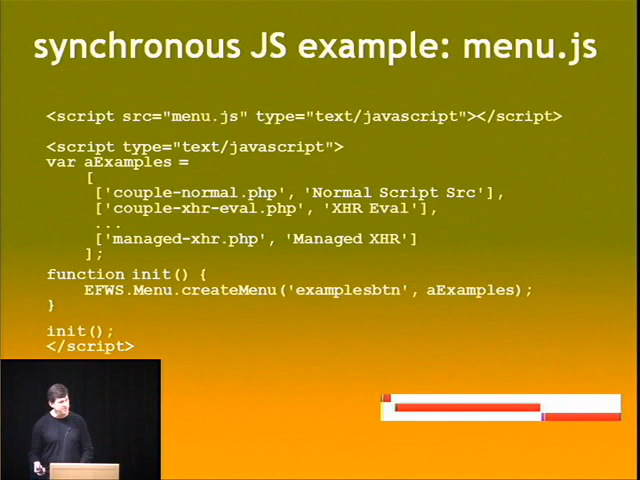 synchronous JS example: menu.js
<script src="menu.js" type="text/javascript"></script>
<script type="text/javascript">
var aExamples =
[
['couple-normal.php', 'Normal Script Src'],
['couple-xhr-eval.php', 'XHR Eval'],
...
['managed-xhr.php', 'Managed XHR']
];
function init() {
EFWS.Menu.createMenu('examplesbtn', aExamples);
}
init();
</script>